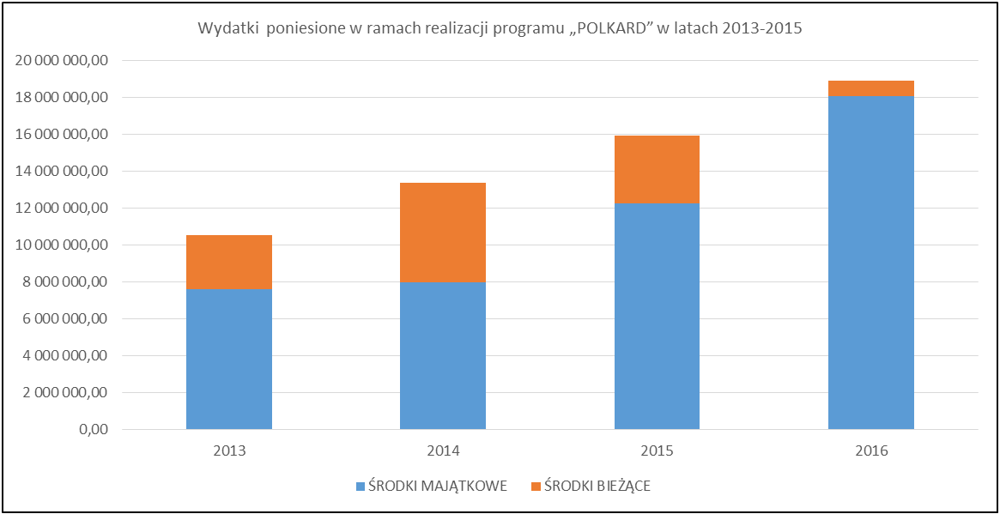 Wydatki  poniesione w ramach realizacji programu „POLKARD” w latach 2013-2015
20 000 000,00
18 000 000,00
16 000 000,00
14 000 000,00
12 000 000,00
10 000 000,00
8 000 000,00
6 000 000,00
4 000 000,00
2 000 000,00
0,00
2013 2014 2015 2016
ŚRODKI MAJĄTKOWE ŚRODKI BIEŻĄCE